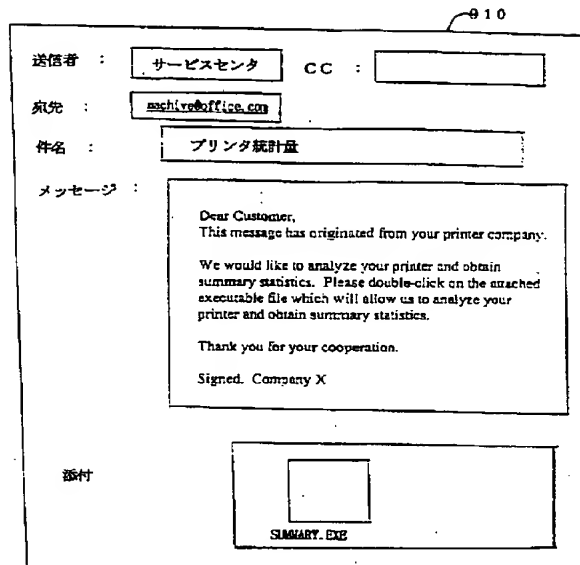 910
送信者 : サービスセンタ CC :
宛先 : machive@office.com
件名 : プリンタ統計量
メッセージ :
Dear Customer,
This message has originated from your printer company.
We would like to analyze your printer and obtain
summary statistics. Please double-click on the attached
executable file which will allow us to analyze your
printer and obtain summary statistics.
Thank you for your cooperation.
Signed. Company X
添付
SUMMARY.EXE